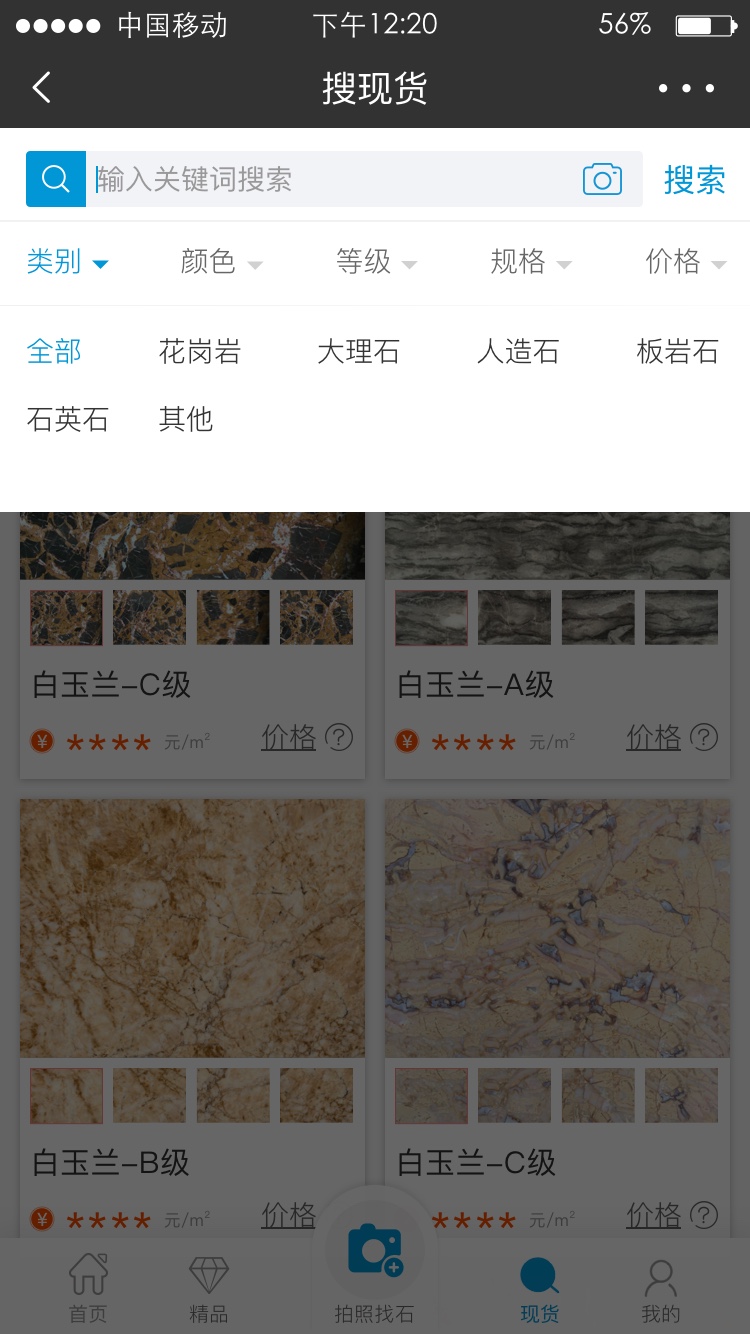 中国移动 下午12:20 56%
搜现货
输入关键词搜索 搜索
类别 颜色 等级 规格 价格
全部 花岗岩 大理石 人造石 板岩石
石英石 其他
白玉兰-C级 白玉兰-A级
¥ **** 元/m² 价格 ? ¥ **** 元/m² 价格 ?
白玉兰-B级 白玉兰-C级
¥ **** 元/m² 价格 **** 元/m² 价格 ?
首页 精品 拍照找石 现货 我的